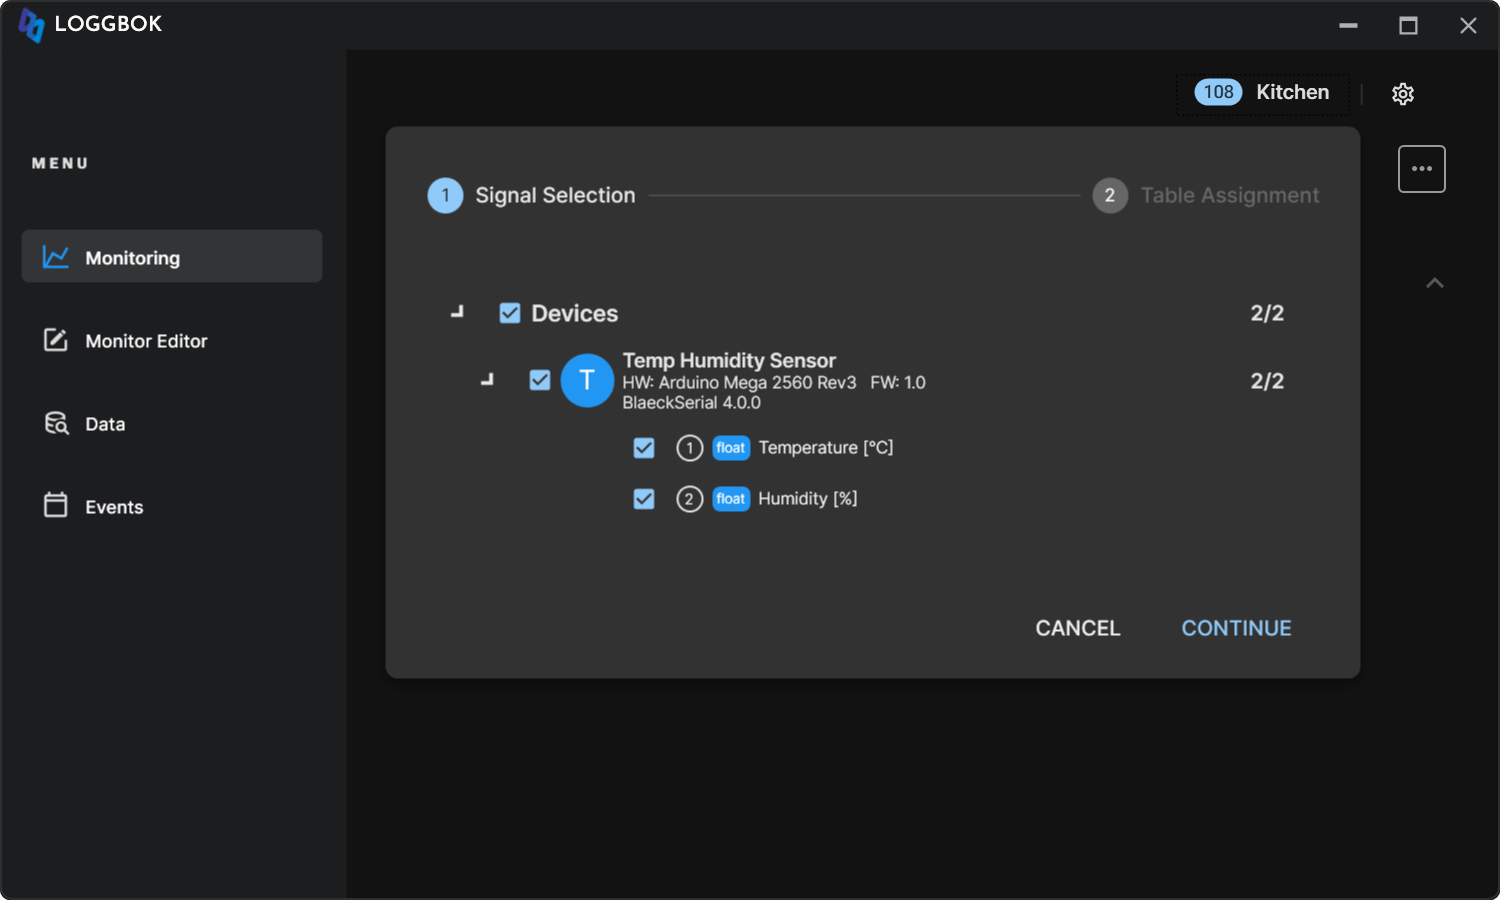 LOGGBOK
108 Kitchen
MENU
1 Signal Selection
2 Table Assignment
Monitoring
Monitor Editor
Data
Events
Devices 2/2
T
Temp Humidity Sensor
HW: Arduino Mega 2560 Rev3 FW: 1.0
BlaeckSerial 4.0.0
2/2
1 float Temperature [°C]
2 float Humidity [%]
CANCEL CONTINUE